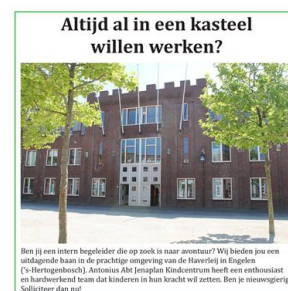 Altijd al in een kasteel
willen werken?
Ben jij een intern begeleider die op zoek is naar avontuur? Wij bieden jou een
uitdagende baan in de prachtige omgeving van de Haverleij in Engelen
('s-Hertogenbosch). Antonius Abt Jenaplan Kindcentrum heeft een enthousiast
en hardwerkend team dat kinderen in hun kracht wil zetten. Ben je nieuwsgierig
Solliciteer dan nu!